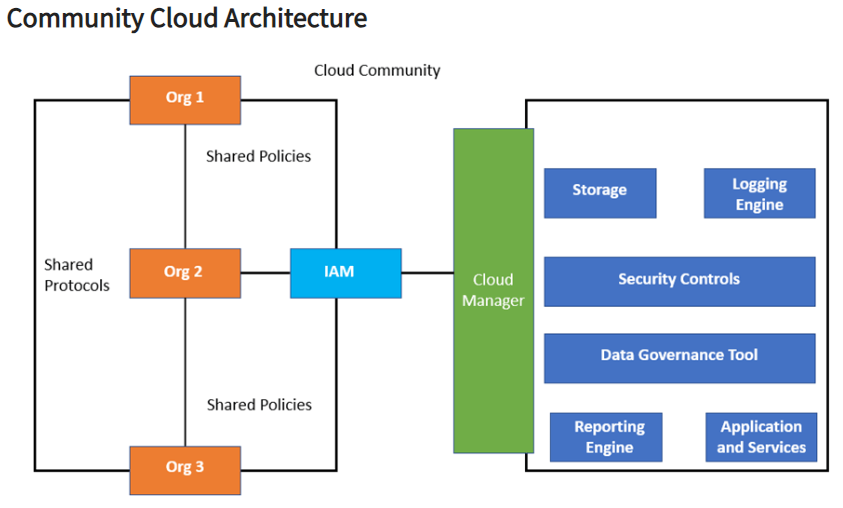 Community Cloud Architecture
Cloud Community
Org 1
Shared Policies
Shared
Protocols
Org 2
IAM
Shared Policies
Org 3
Cloud
Manager
Storage
Logging
Engine
Security Controls
Data Governance Tool
Reporting
Engine
Application
and Services